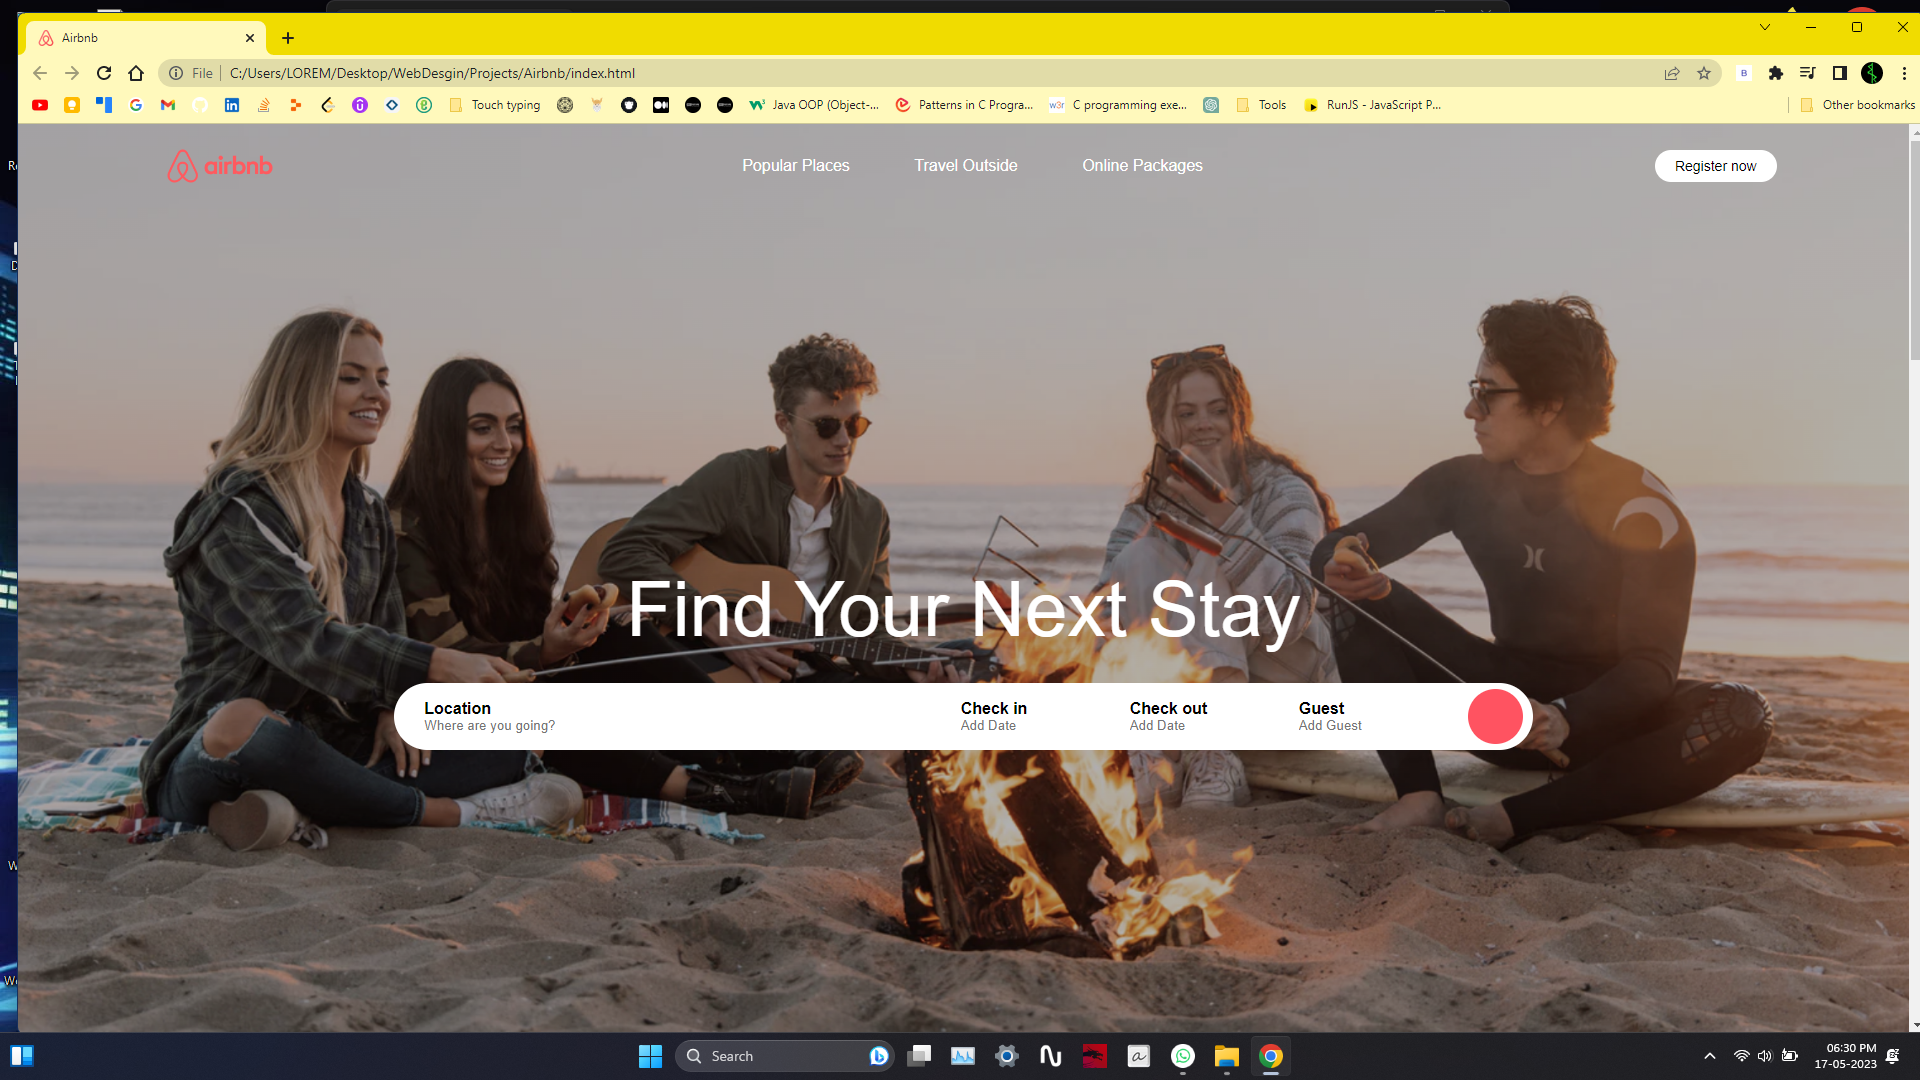 Airbnb
File
C:/Users/LOREM/Desktop/WebDesgin/Projects/Airbnb/index.html
Touch typing
Java OOP (Object-...
Patterns in C Progra...
w3r
C programming exe...
Tools
RunJS - JavaScript P...
Other bookmarks
airbnb
Popular Places
Travel Outside
Online Packages
Register now
Find Your Next Stay
Location
Where are you going?
Check in
Add Date
Check out
Add Date
Guest
Add Guest
Search
06:30 PM
17-05-2023